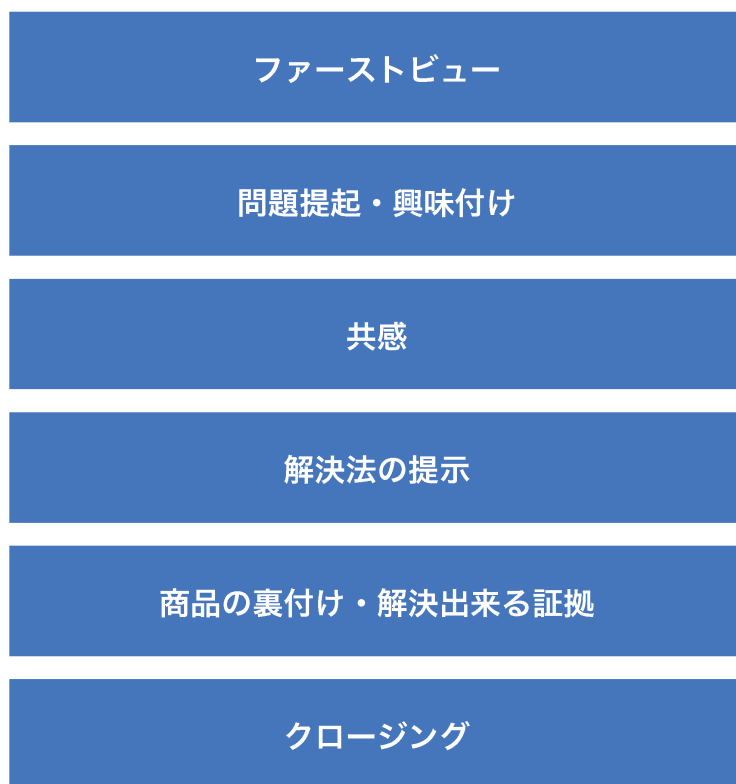 ファーストビュー
問題提起・興味付け
共感
解決法の提示
商品の裏付け・解決出来る証拠
クロージング